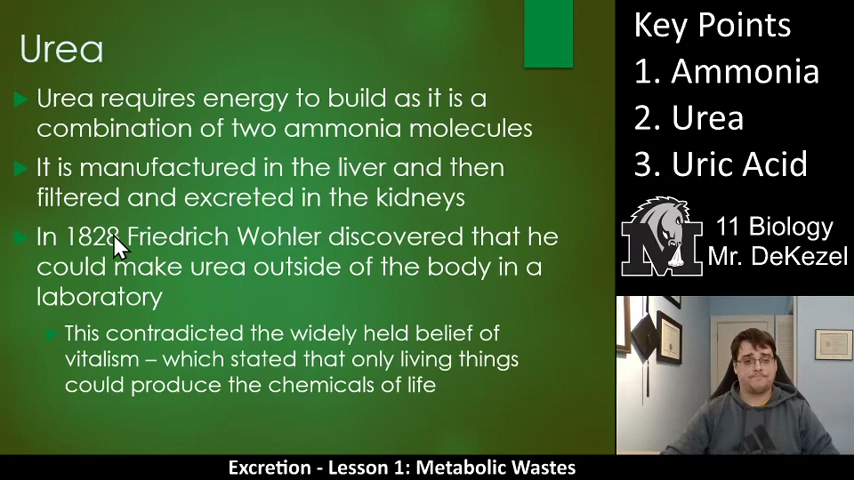 Urea
Urea requires energy to build as it is a
combination of two ammonia molecules
It is manufactured in the liver and then
filtered and excreted in the kidneys
In 1828 Friedrich Wohler discovered that he
could make urea outside of the body in a
laboratory
This contradicted the widely held belief of
vitalism – which stated that only living things
could produce the chemicals of life
Key Points
1. Ammonia
2. Urea
3. Uric Acid
M
11 Biology
Mr. DeKezel
Excretion - Lesson 1: Metabolic Wastes